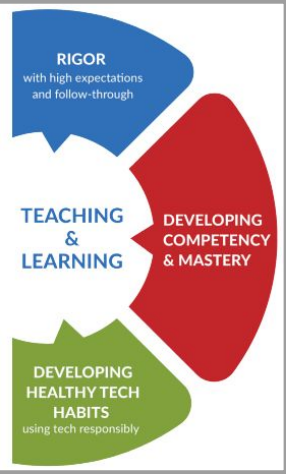 RIGOR
with high expectations
and follow-through
TEACHING
&
LEARNING
DEVELOPING
COMPETENCY
& MASTERY
DEVELOPING
HEALTHY TECH
HABITS
using tech responsibly